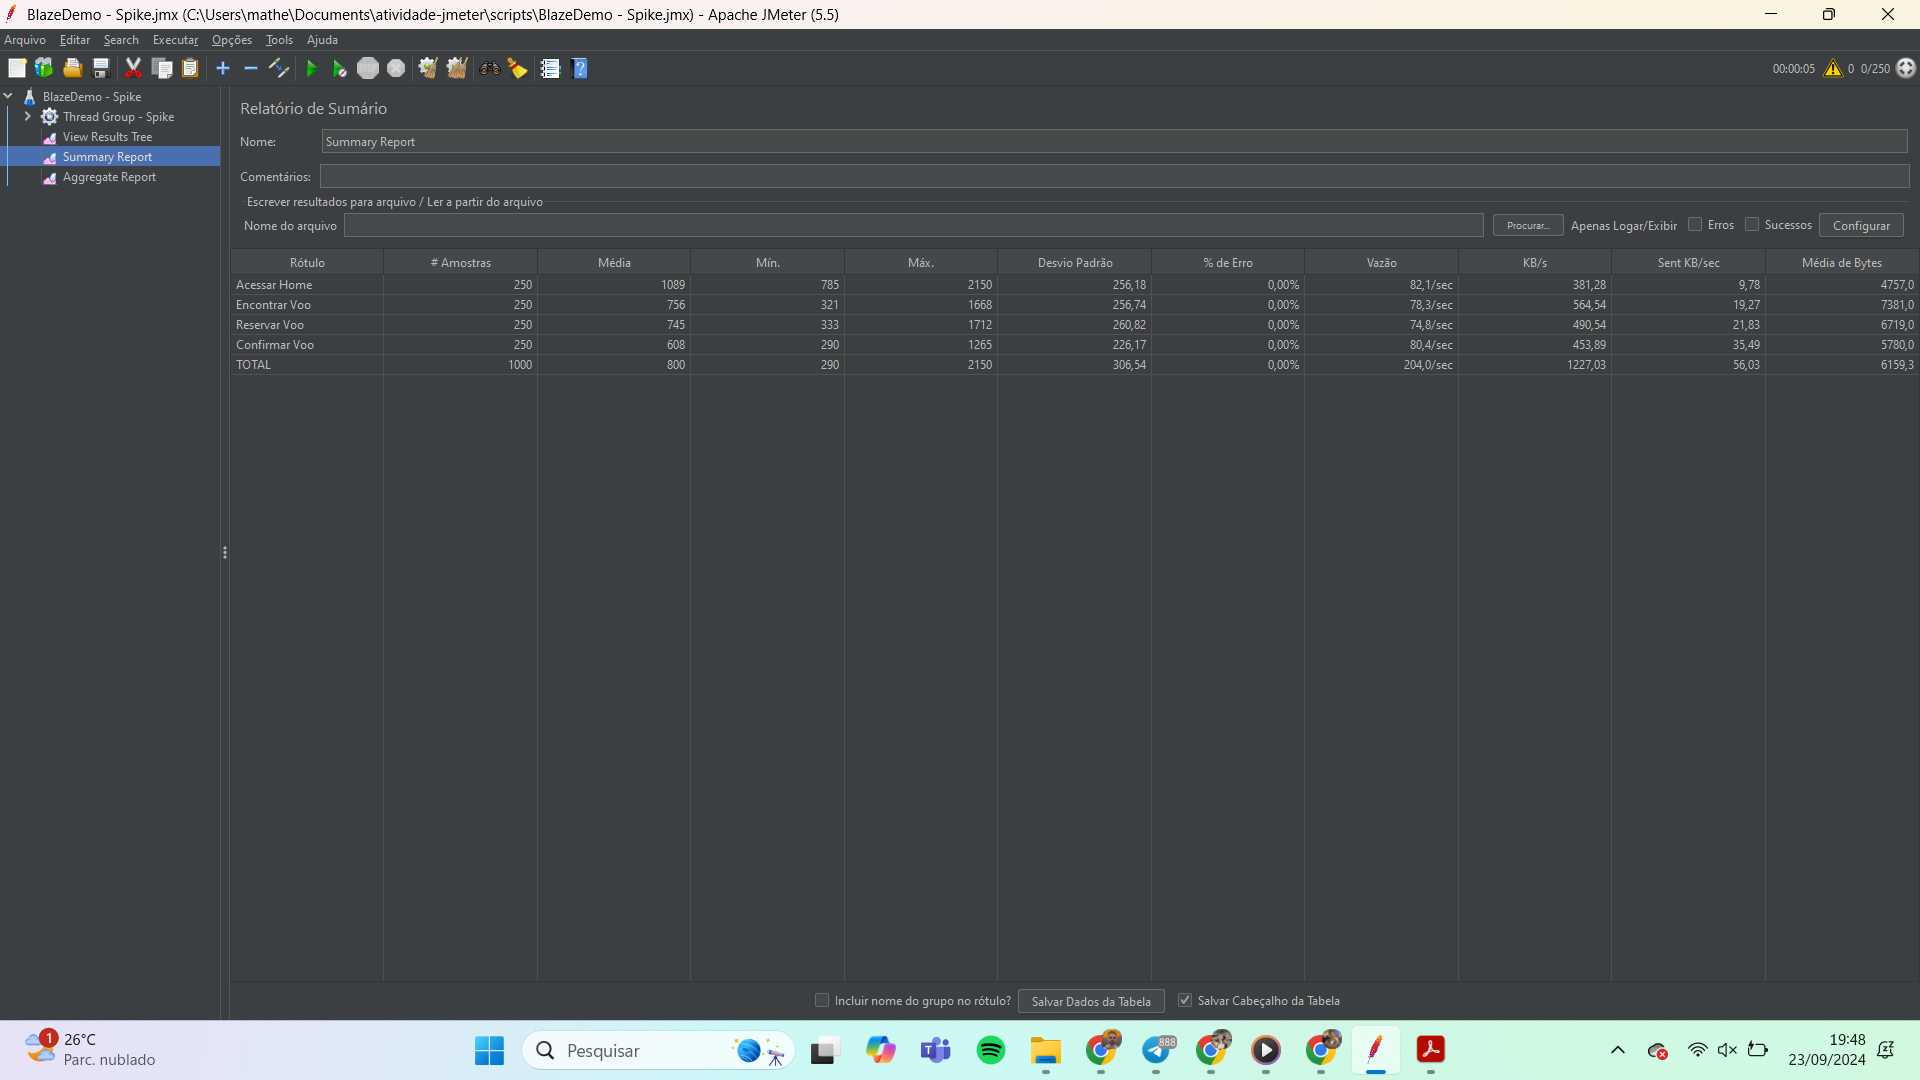 BlazeDemo - Spike.jmx (C:\Users\mathe\Documents\atividade-jmeter\scripts\BlazeDemo - Spike.jmx) - Apache JMeter (5.5)
Arquivo Editar Search Executar Opções Tools Ajuda
STOP
00:00:05 0 0/250
BlazeDemo - Spike
Thread Group - Spike
View Results Tree
Summary Report
Aggregate Report
Relatório de Sumário
Nome: Summary Report
Comentários:
Escrever resultados para arquivo / Ler a partir do arquivo
Nome do arquivo Procurar... Apenas Logar/Exibir Erros Sucessos Configurar
Rótulo # Amostras Média Mín. Máx. Desvio Padrão % de Erro Vazão KB/s Sent KB/sec Média de Bytes
Acessar Home 250 1089 785 2150 256,18 0,00% 82,1/sec 381,28 9,78 4757,0
Encontrar Voo 250 756 321 1668 256,74 0,00% 78,3/sec 564,54 19,27 7381,0
Reservar Voo 250 745 333 1712 260,82 0,00% 74,8/sec 490,54 21,83 6719,0
Confirmar Voo 250 608 290 1265 226,17 0,00% 80,4/sec 453,89 35,49 5780,0
TOTAL 1000 800 290 2150 306,54 0,00% 204,0/sec 1227,03 56,03 6159,3
Incluir nome do grupo no rótulo? Salvar Dados da Tabela Salvar Cabeçalho da Tabela
1
26°C
Parc. nublado
Pesquisar
888
19:48
23/09/2024